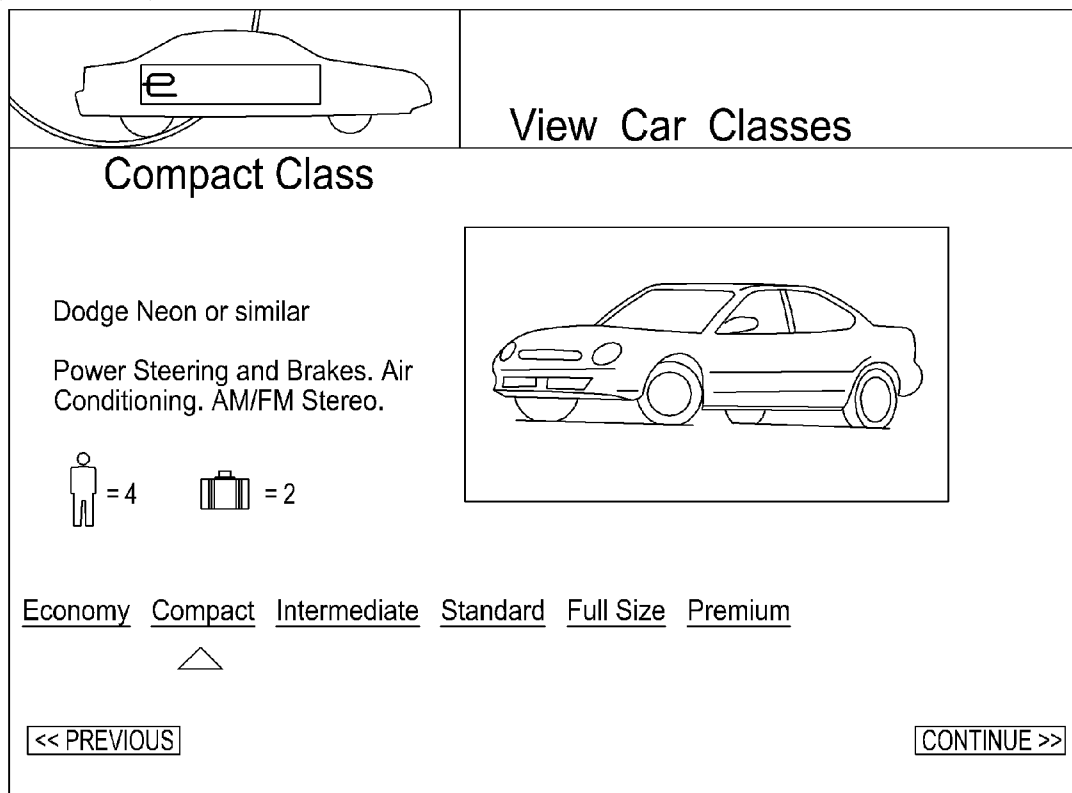 e
View Car Classes
Compact Class
Dodge Neon or similar
Power Steering and Brakes. Air
Conditioning. AM/FM Stereo.
= 4 = 2
Economy Compact Intermediate Standard Full Size Premium
<< PREVIOUS CONTINUE >>